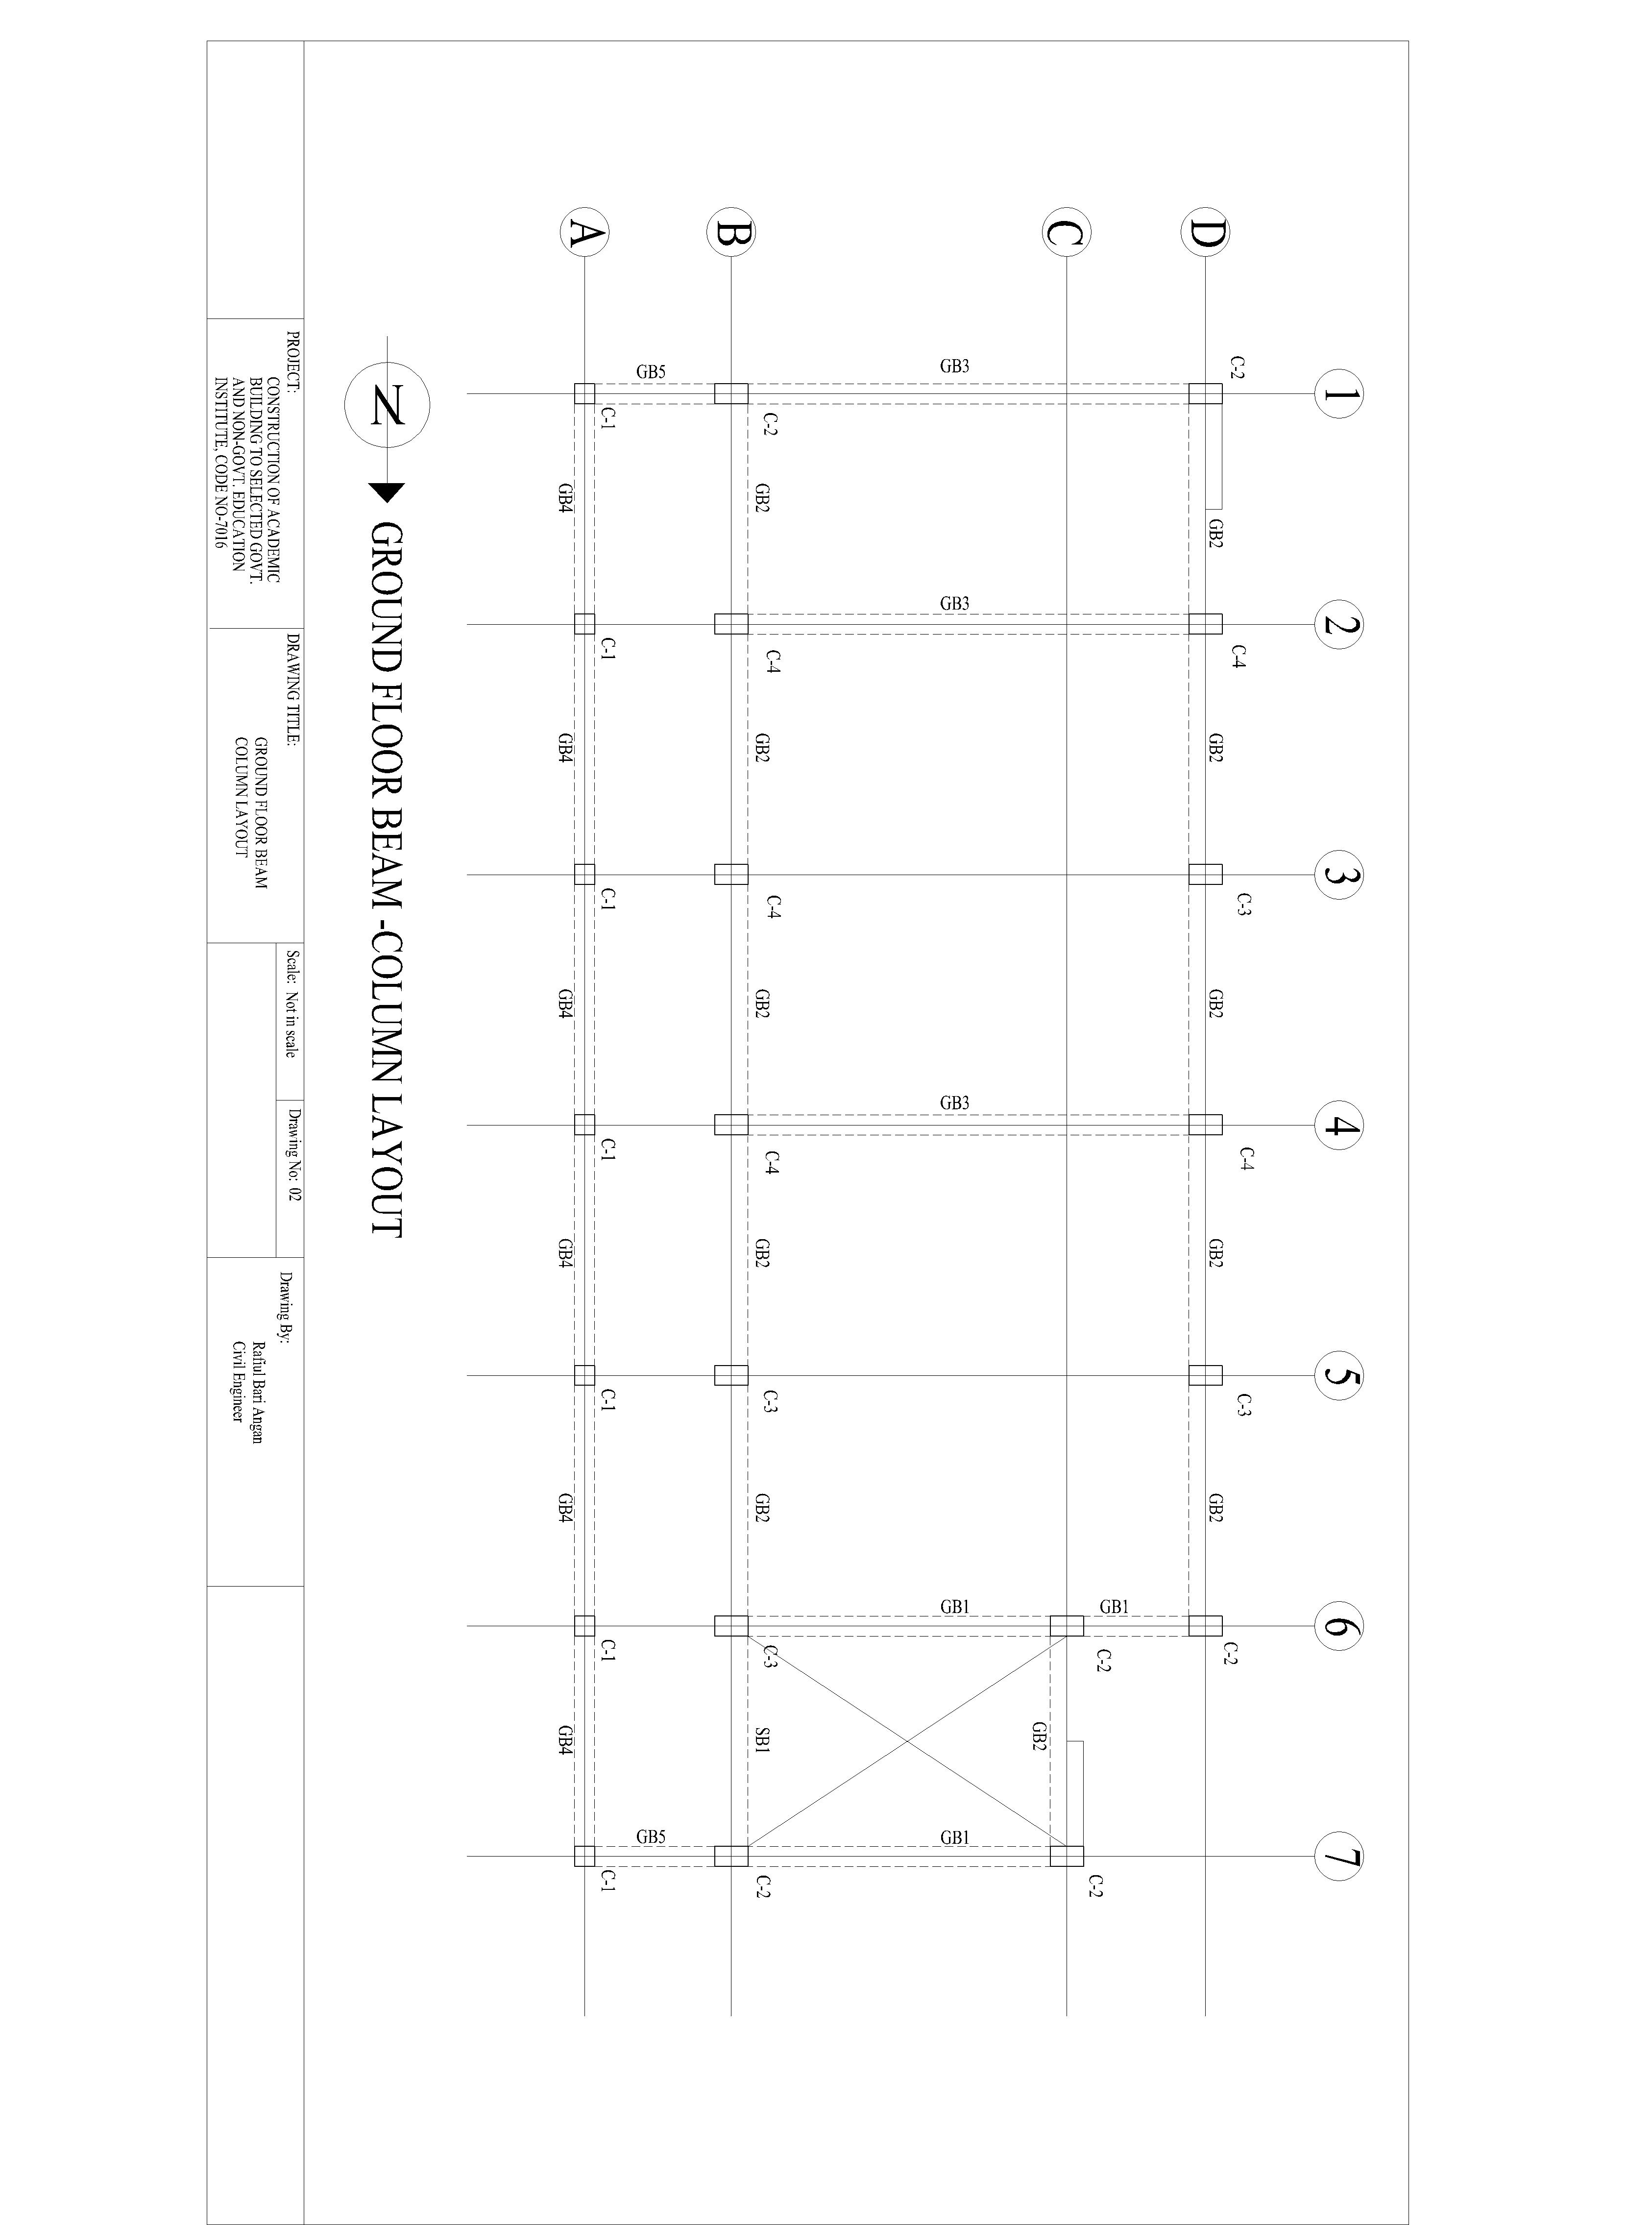 1 2 3 4 5 6 7
C-2 C-4 C-3 C-4 C-3 C-2
D GB2 GB2 GB2 GB2 GB2
GB1
C-2 C-2
C
GB2
GB3 GB3 GB3 GB1 GB1
C-2 GB2 C-4 GB2 C-4 GB2 C-4 GB2 C-3 GB2 C-3 SB1 C-2
B
GB5 GB5
C-1 C-1 C-1 C-1 C-1 C-1 C-1
A
GB4 GB4 GB4 GB4 GB4 GB4
N GROUND FLOOR BEAM -COLUMN LAYOUT
PROJECT:
CONSTRUCTION OF ACADEMIC
BUILDING TO SELECTED GOVT.
AND NON-GOVT. EDUCATION
INSTITUTE, CODE NO-7016
DRAWING TITLE:
GROUND FLOOR BEAM
COLUMN LAYOUT
Scale: Not in scale
Drawing No: 02
Drawing By:
Rafiul Bari Angan
Civil Engineer